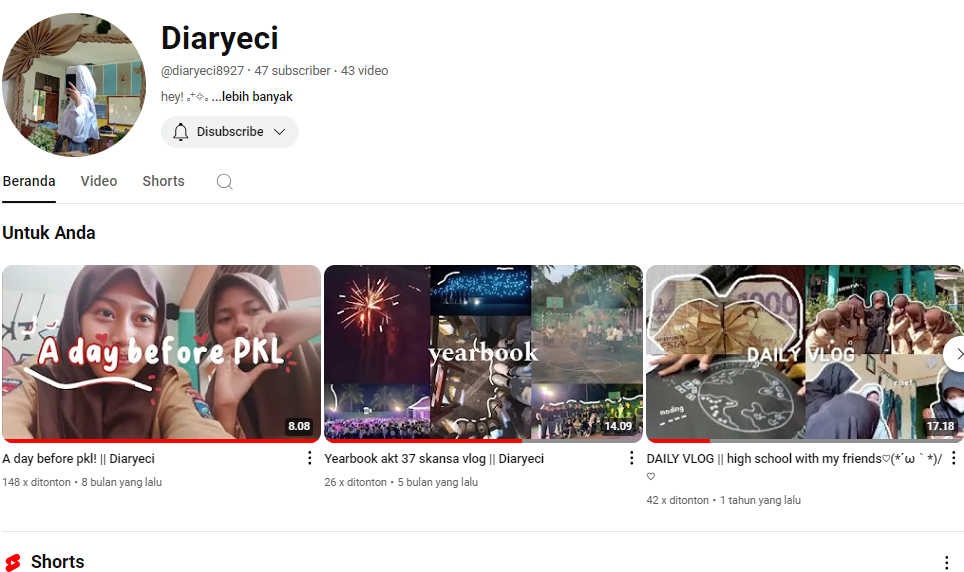 Diaryeci
@diaryeci8927 · 47 subscriber · 43 video
hey! ₒ⁺✧ₒ ...lebih banyak
Disubscribe
Beranda Video Shorts
Untuk Anda
A day before PKL
8.08
yearbook
14.09
DAILY VLOG
mading
17.18
A day before pkl! || Diaryeci
148 x ditonton • 8 bulan yang lalu
Yearbook akt 37 skansa vlog || Diaryeci
26 x ditonton • 5 bulan yang lalu
DAILY VLOG || high school with my friends♡(*´ω｀*)/
♡
42 x ditonton • 1 tahun yang lalu
Shorts